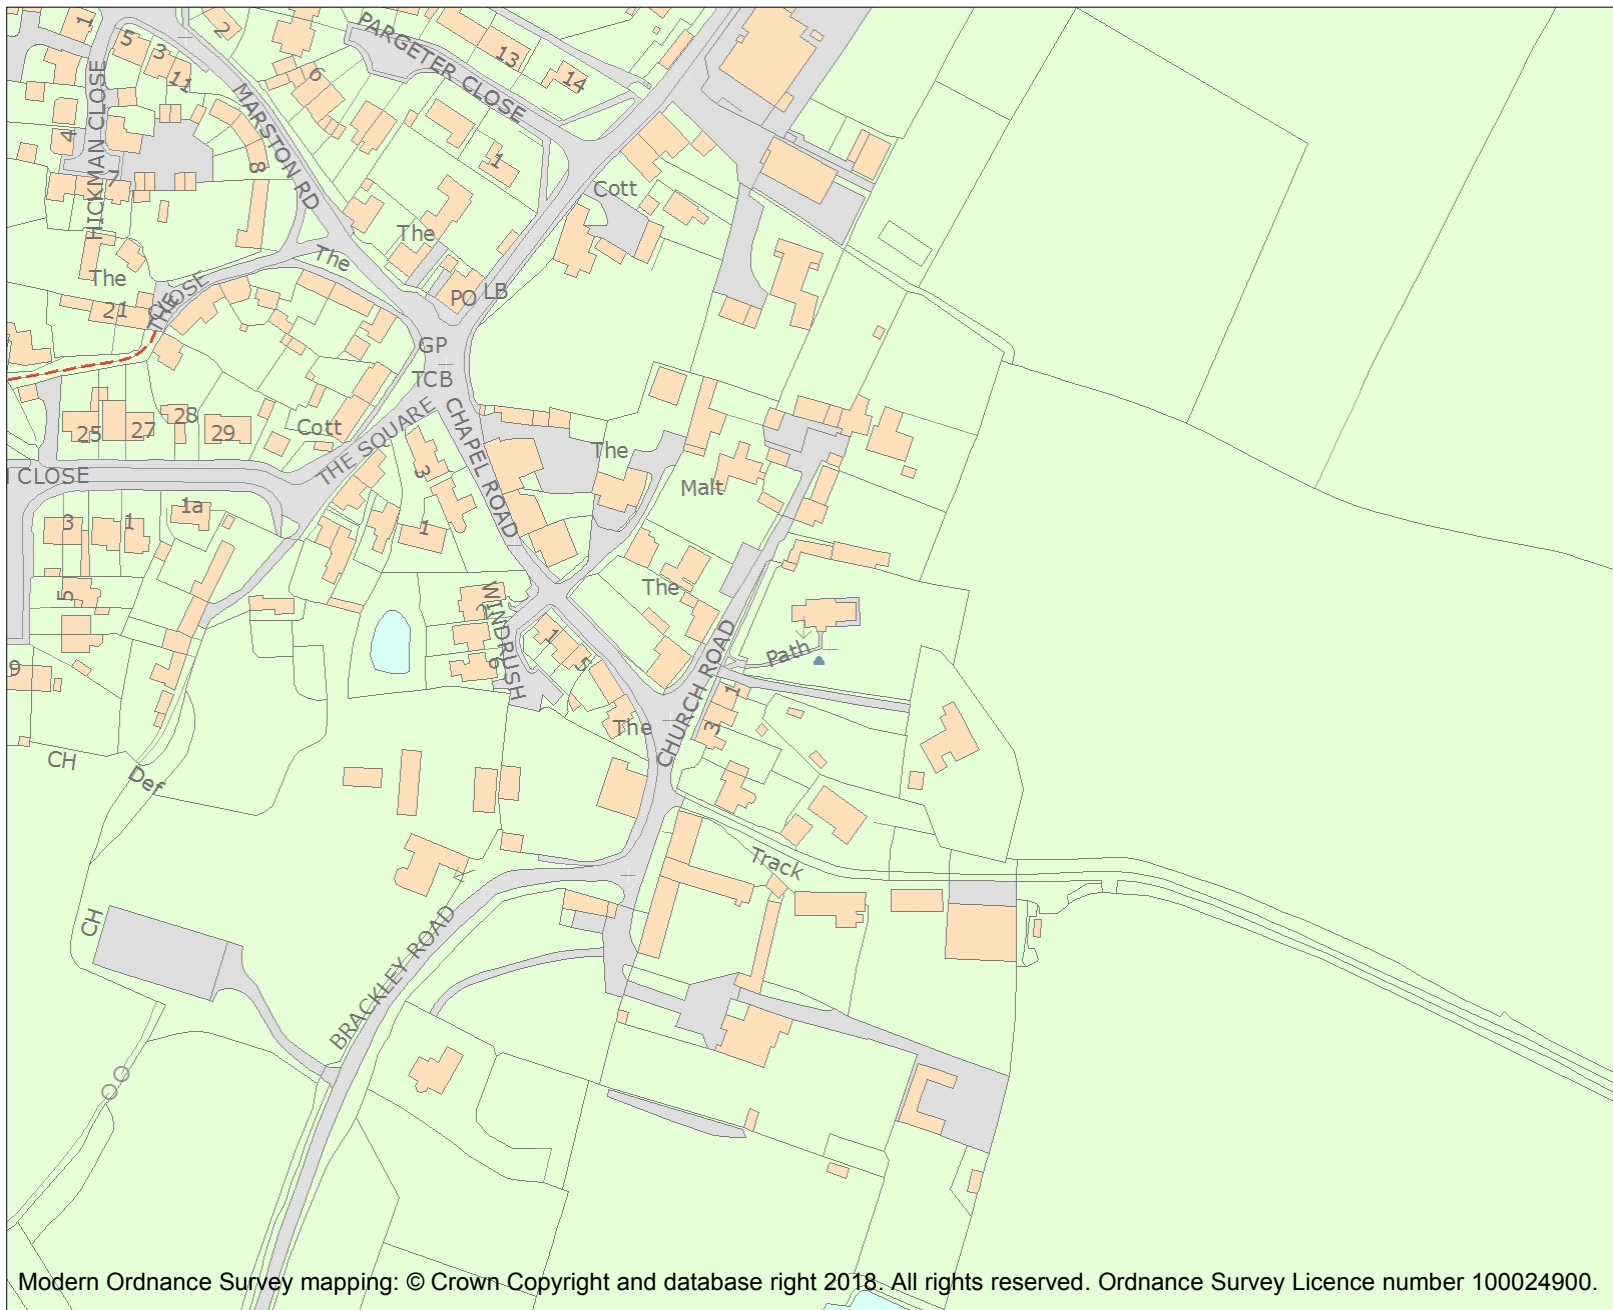 1
5
3
11
2
6
PARGETER CLOSE
13
14
HICKMAN CLOSE
4
7
MARSTON RD
8
1
Cott
The
The
The
21
THE
CLOSE
PO
LB
GP
TCB
25
27
28
29
Cott
THE SQUARE
CHAPEL ROAD
3
1
The
Malt
CLOSE
3
1
1a
5
9
WINDRUSH
6
1
5
The
The
CHURCH ROAD
Path
1
3
CH
Def
Track
CH
BRACKLEY ROAD
Modern Ordnance Survey mapping: © Crown Copyright and database right 2018. All rights reserved. Ordnance Survey Licence number 100024900.